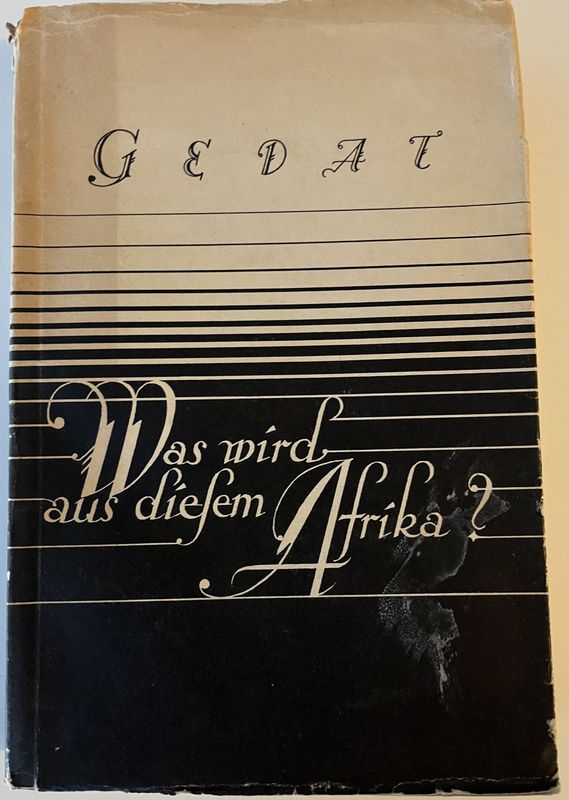 GEDAT
Was wird
aus dieſem Afrika?